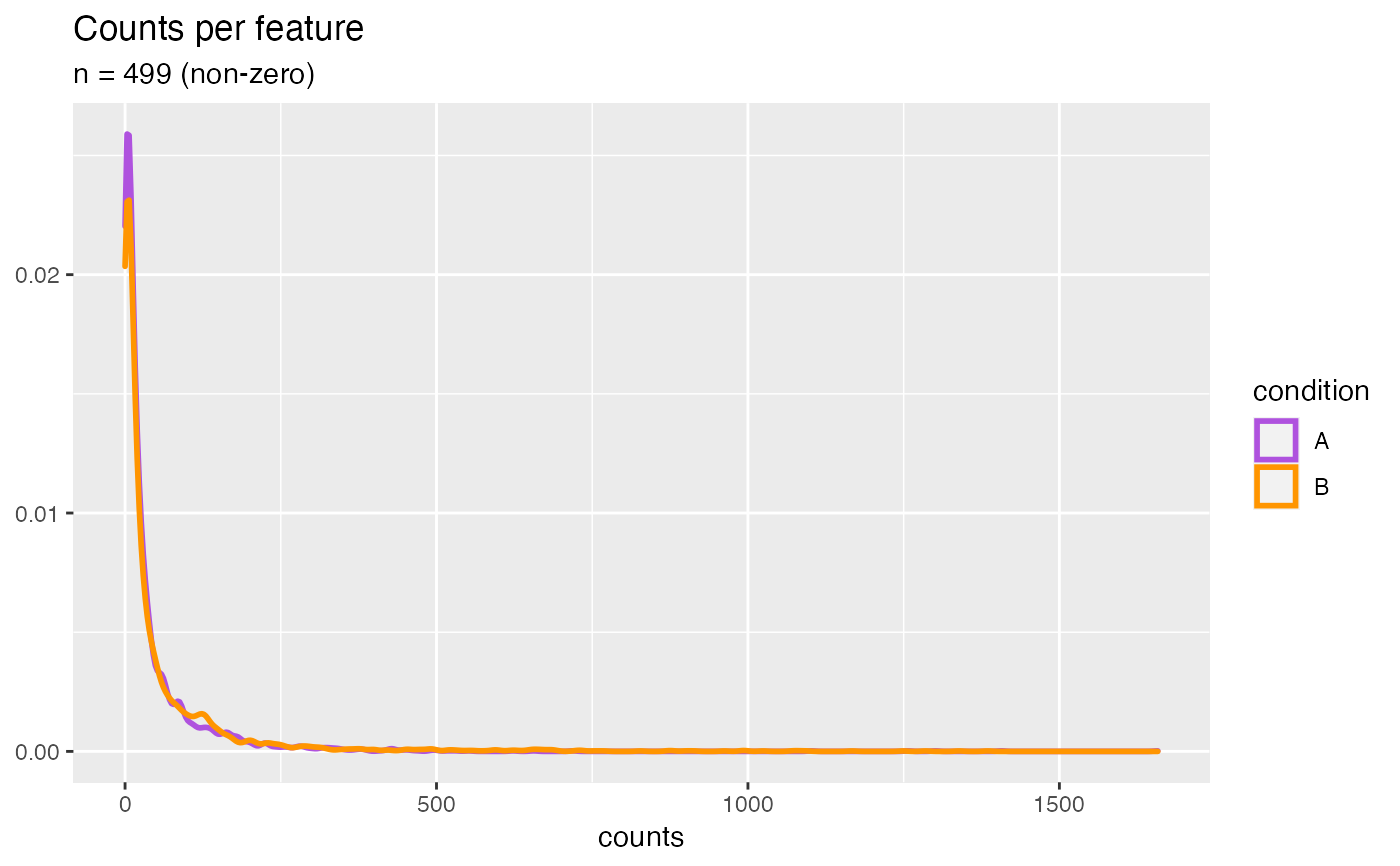 Counts per feature
n = 499 (non-zero)
0.02
0.01
0.00
0
500
1000
1500
counts
condition
A
B